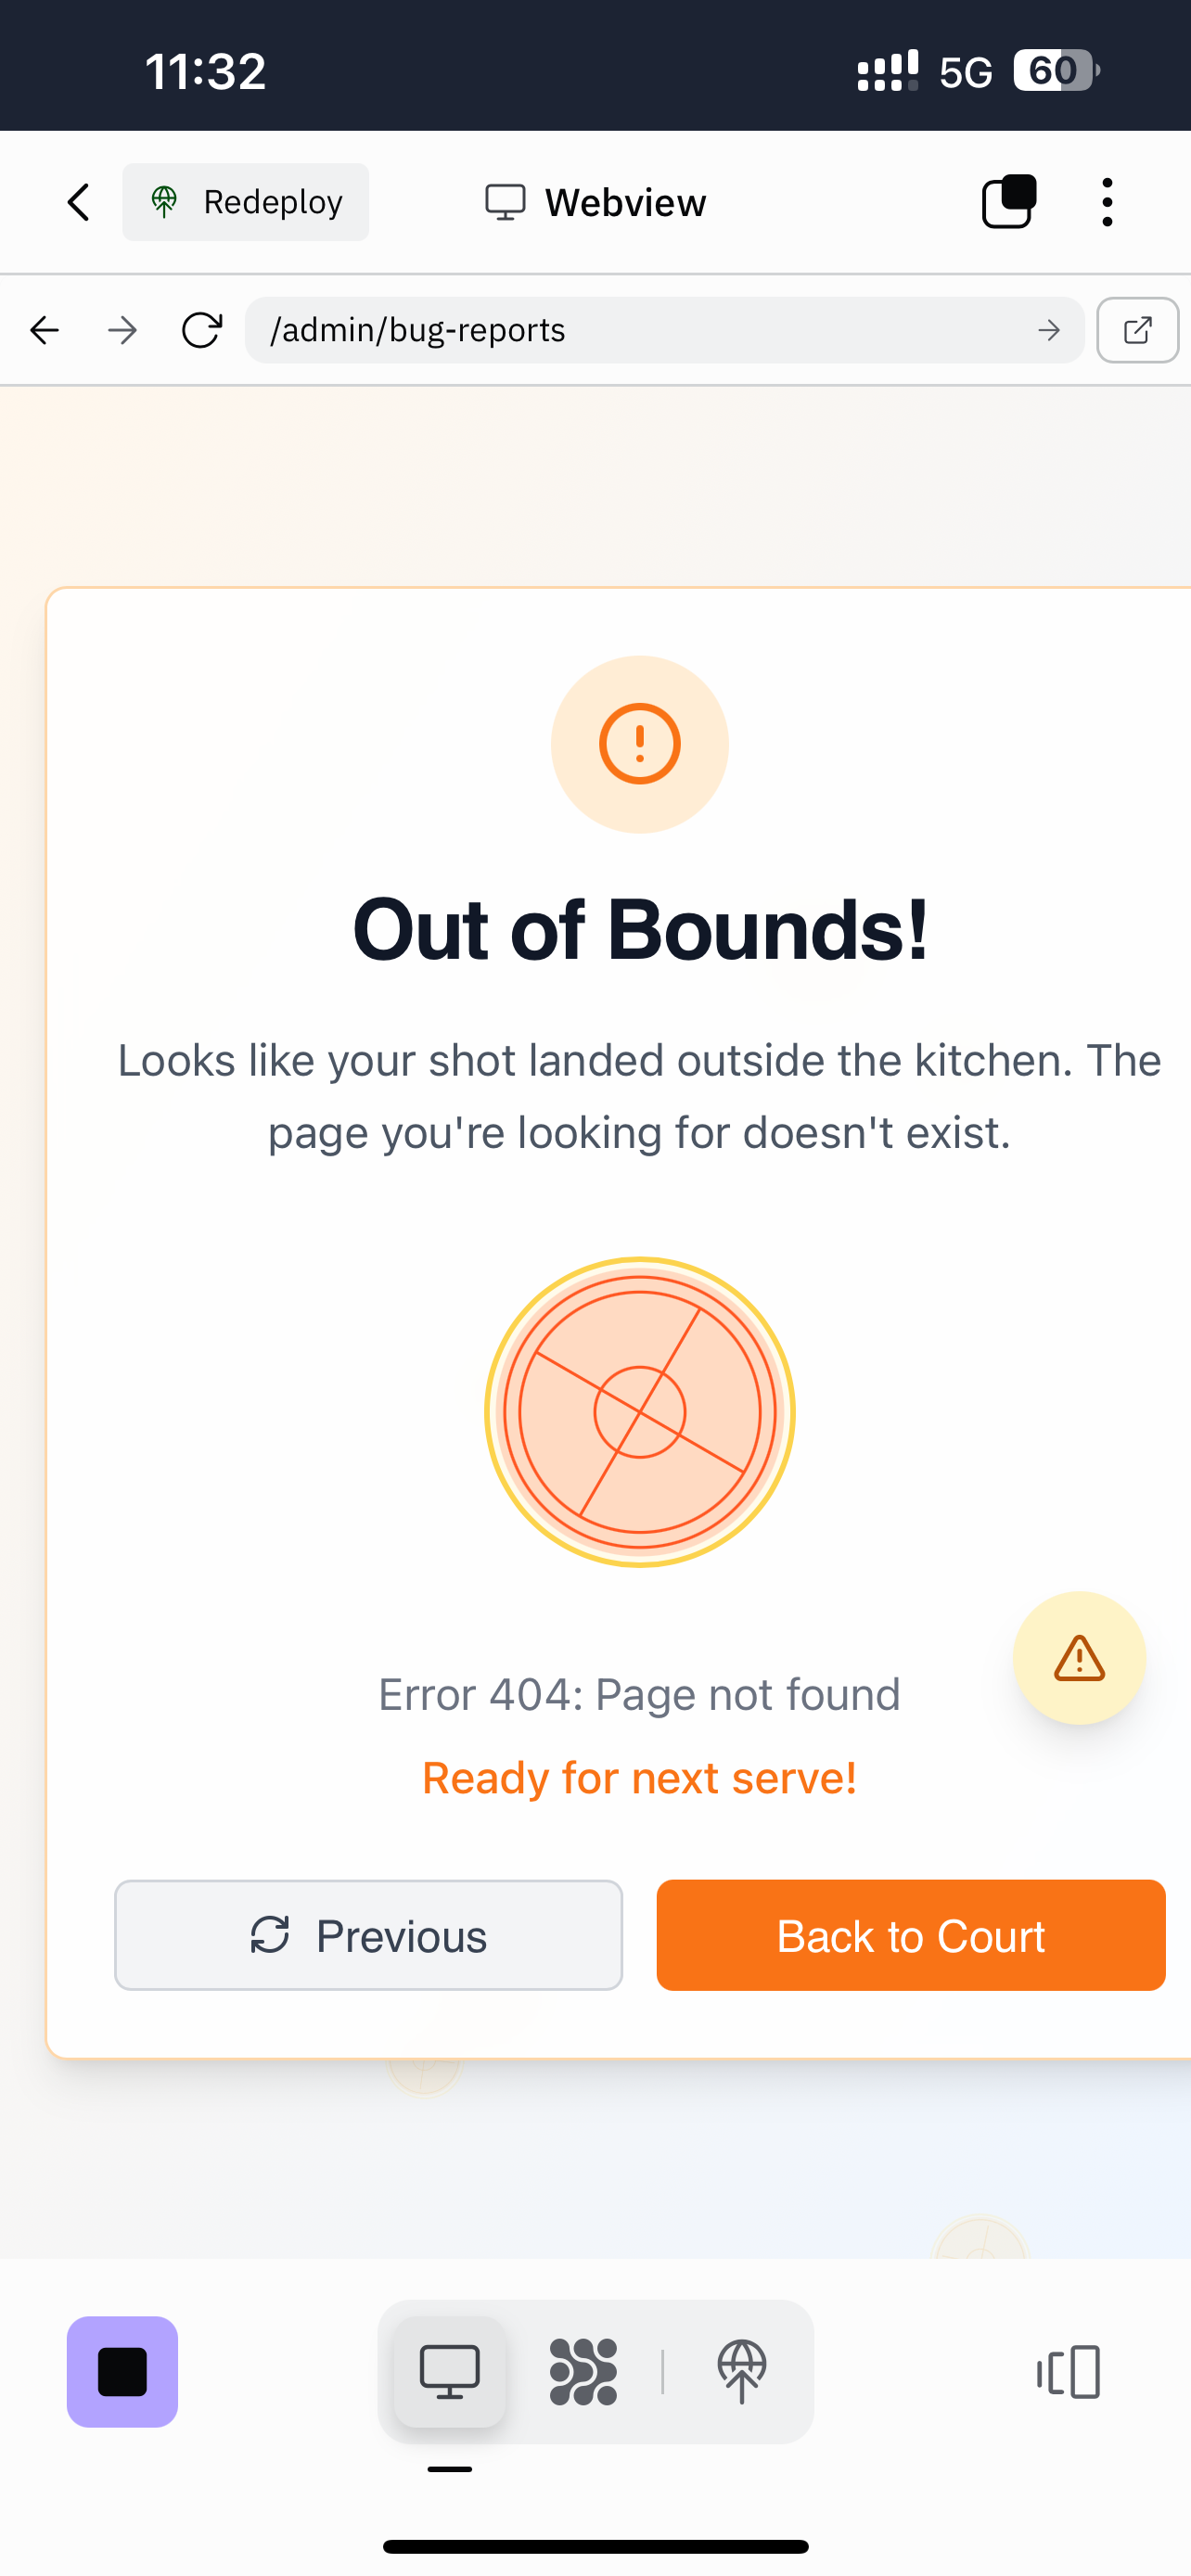 11:32
5G
60
Redeploy
Webview
/admin/bug-reports
Out of Bounds!
Looks like your shot landed outside the kitchen. The
page you're looking for doesn't exist.
Error 404: Page not found
Ready for next serve!
Previous
Back to Court